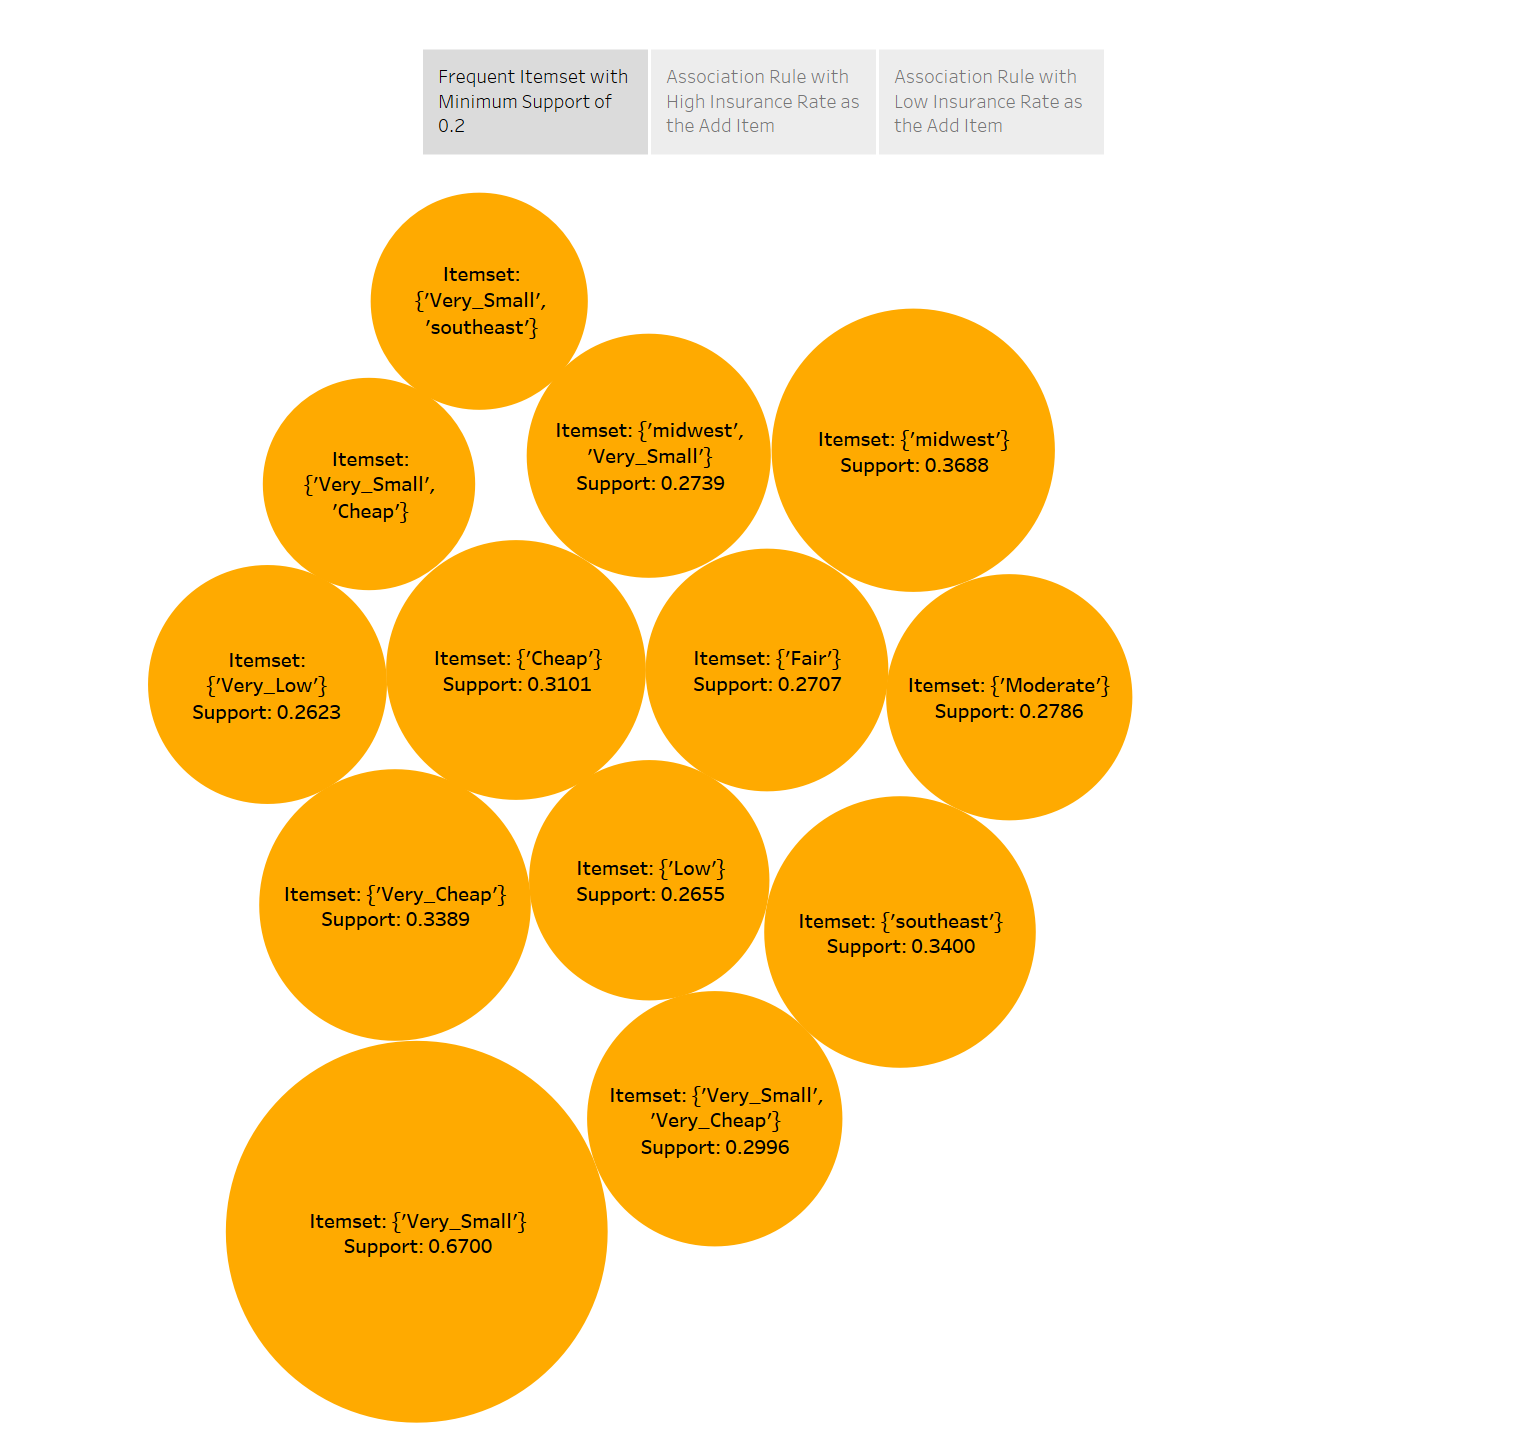 Frequent Itemset with
Minimum Support of
0.2
Association Rule with
High Insurance Rate as
the Add Item
Association Rule with
Low Insurance Rate as
the Add Item
Itemset:
{'Very_Small',
'southeast'}
Itemset: {'midwest',
'Very_Small'}
Support: 0.2739
Itemset: {'midwest'}
Support: 0.3688
Itemset:
{'Very_Small',
'Cheap'}
Itemset:
{'Very_Low'}
Support: 0.2623
Itemset: {'Cheap'}
Support: 0.3101
Itemset: {'Fair'}
Support: 0.2707
Itemset: {'Moderate'}
Support: 0.2786
Itemset: {'Very_Cheap'}
Support: 0.3389
Itemset: {'Low'}
Support: 0.2655
Itemset: {'southeast'}
Support: 0.3400
Itemset: {'Very_Small',
'Very_Cheap'}
Support: 0.2996
Itemset: {'Very_Small'}
Support: 0.6700